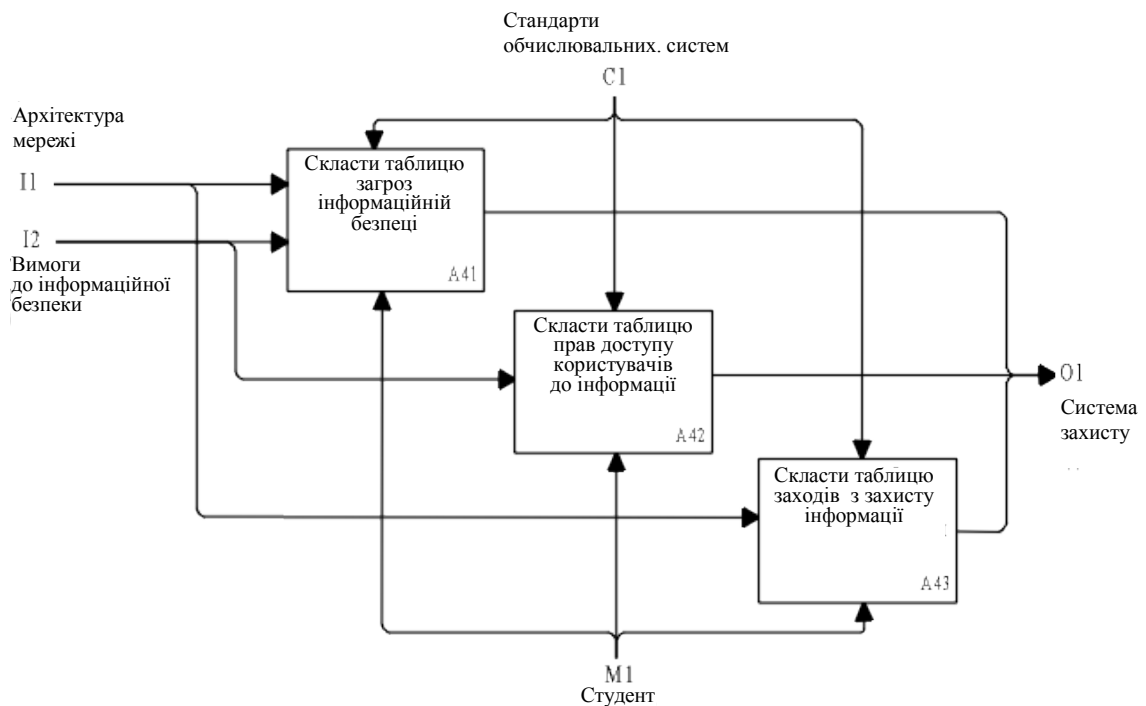 Стандарти
обчислювальних. систем
C1
Архітектура
мережі
I1
I2
Вимоги
до інформаційної
безпеки
Скласти таблицю
загроз
інформаційній
безпеці
A41
Скласти таблицю
прав доступу
користувачів
до інформації
A42
O1
Система
захисту
Скласти таблицю
заходів з захисту
інформації
A43
M1
Студент